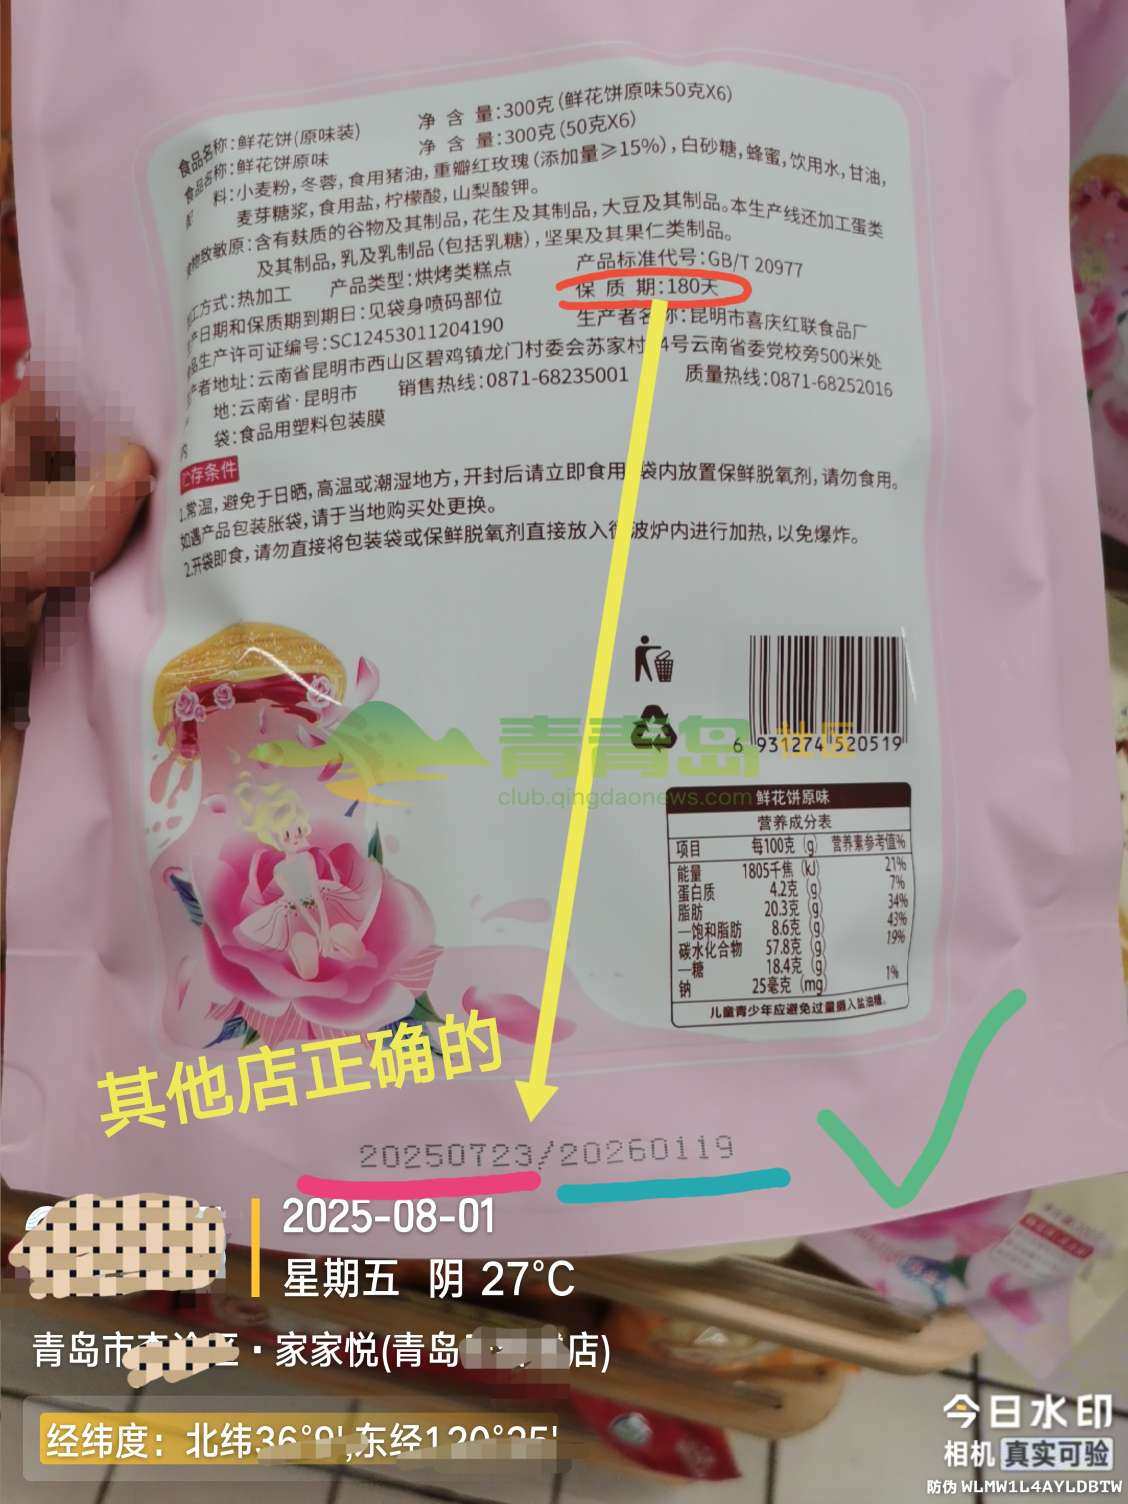 食品名称:鲜花饼(原味装) 净 含 量:300克(鲜花饼原味50克X6)
食品名称:鲜花饼原味 净 含 量:300克(50克X6)
配 料:小麦粉,冬蓉,食用猪油,重瓣红玫瑰(添加量≥15%),白砂糖,蜂蜜,饮用水,甘油,
麦芽糖浆,食用盐,柠檬酸,山梨酸钾。
物致敏原:含有麸质的谷物及其制品,花生及其制品,大豆及其制品。本生产线还加工蛋类
及其制品,乳及乳制品(包括乳糖),坚果及其果仁类制品。
加工方式:热加工 产品类型:烘烤类糕点 产品标准代号:GB/T 20977
产日期和保质期到期日:见袋身喷码部位 保 质 期:180天
品生产许可证编号:SC12453011204190 生产者名称:昆明市喜庆红联食品厂
产者地址:云南省昆明市西山区碧鸡镇龙门村委会苏家村 4号云南省委党校旁500米处
地:云南省·昆明市 销售热线:0871-68235001 质量热线:0871-68252016
内 袋:食品用塑料包装膜
贮存条件
1.常温,避免于日晒,高温或潮湿地方,开封后请立即食用 袋内放置保鲜脱氧剂,请勿食用。
如遇产品包装胀袋,请于当地购买处更换。
2.开袋即食,请勿直接将包装袋或保鲜脱氧剂直接放入微波炉内进行加热,以免爆炸。
6 931274 520519
青青岛 社区
club.qingdaonews.com
鲜花饼原味
营养成分表
项目 每100克(g) 营养素参考值%
能量 1805千焦(kJ) 21%
蛋白质 4.2克(g) 7%
脂肪 20.3克(g) 34%
—饱和脂肪 8.6克(g) 43%
碳水化合物 57.8克(g) 19%
—糖 18.4克(g)
钠 25毫克(mg) 1%
儿童青少年应避免过量摄入盐油糖。
其他店正确的
20250723/20260119
2025-08-01
星期五 阴 27°C
青岛市 区·家家悦(青岛 店)
经纬度:北纬36°9',东经120°25'
今日水印
相机 真实可验
防伪 WLMW1L4AYLDBTW